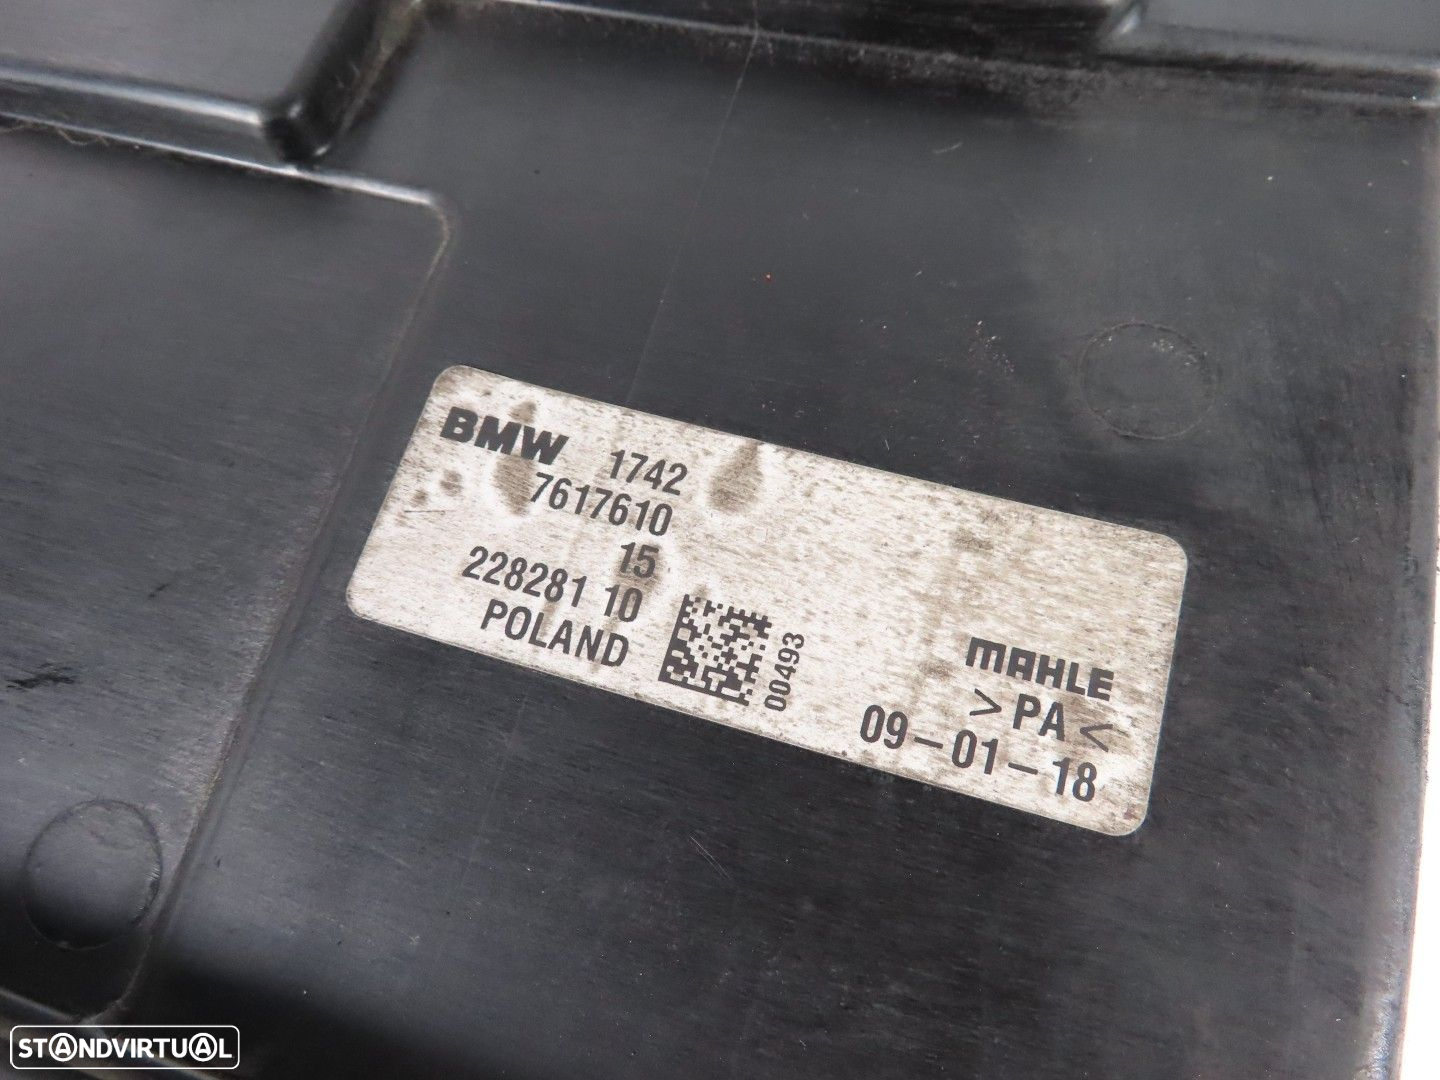 BMW 1742
7617610
15
228281 10
POLAND
00493
MAHLE
>PA<
09-01-18
STANDVIRTUAL